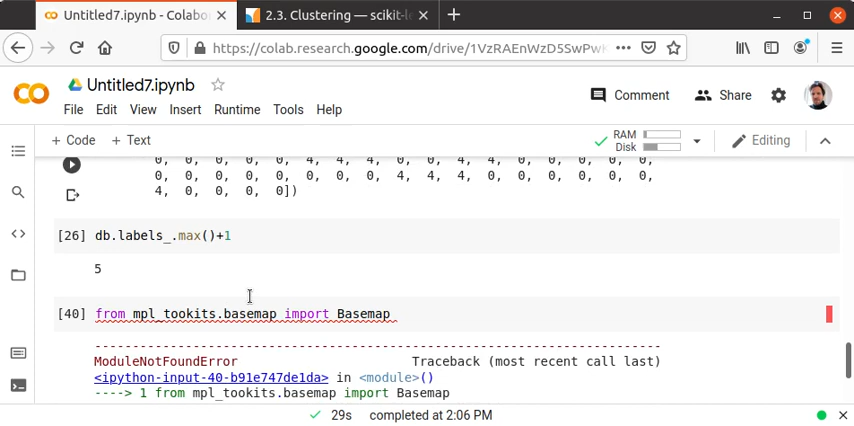 Untitled7.ipynb - Colabo
2.3. Clustering — scikit-l
https://colab.research.google.com/drive/1VzRAEnWzD5SwPwK
Untitled7.ipynb
Comment
Share
File Edit View Insert Runtime Tools Help
+ Code + Text
RAM
Disk
Editing
0, 0, 0, 0, 0, 4, 4, 4, 0, 0, 4, 4, 0, 0, 0, 0, 0,
0, 0, 0, 0, 0, 0, 0, 0, 4, 4, 4, 0, 0, 0, 0, 0, 0,
4, 0, 0, 0, 0])
[26] db.labels_.max()+1
5
[40] from mpl_tookits.basemap import Basemap
---------------------------------------------------------------------------
ModuleNotFoundError Traceback (most recent call last)
<ipython-input-40-b91e747de1da> in <module>()
----> 1 from mpl_tookits.basemap import Basemap
29s completed at 2:06 PM